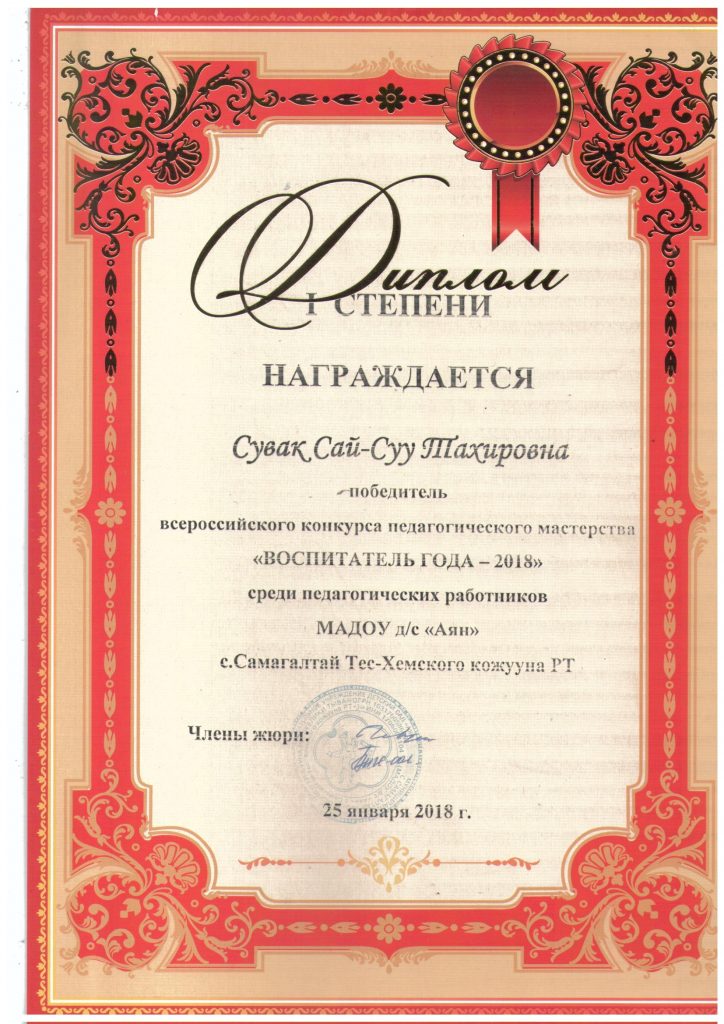 Диплом
I СТЕПЕНИ
НАГРАЖДАЕТСЯ
Сувак Сай-Суу Тахировна
победитель
всероссийского конкурса педагогического мастерства
«ВОСПИТАТЕЛЬ ГОДА – 2018»
среди педагогических работников
МАДОУ д/с «Аян»
с.Самагалтай Тес-Хемского кожууна РТ
Члены жюри:
25 января 2018 г.